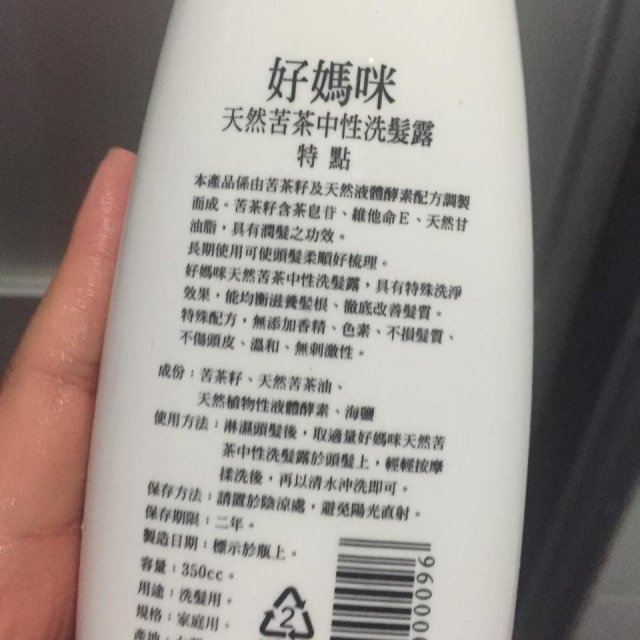 好媽咪
天然苦茶中性洗髮露
特點
本產品係由苦茶籽及天然液體酵素配方調製
而成。苦茶籽含茶皂苷、維他命E、天然甘
油脂，具有潤髮之功效。
長期使用可使頭髮柔順好梳理。
好媽咪天然苦茶中性洗髮露，具有特殊洗淨
效果，能均衡滋養髮根、徹底改善髮質。
特殊配方，無添加香精、色素、不損髮質、
不傷頭皮、溫和、無刺激性。
成份：苦茶籽、天然苦茶油、
天然植物性液體酵素、海鹽
使用方法：淋濕頭髮後，取適量好媽咪天然苦
茶中性洗髮露於頭髮上，輕輕按摩
揉洗後，再以清水沖洗即可。
保存方法：請置於陰涼處，避免陽光直射。
保存期限：二年。
製造日期：標示於瓶上。
容量：350cc。
用途：洗髮用。
規格：家庭用。
2